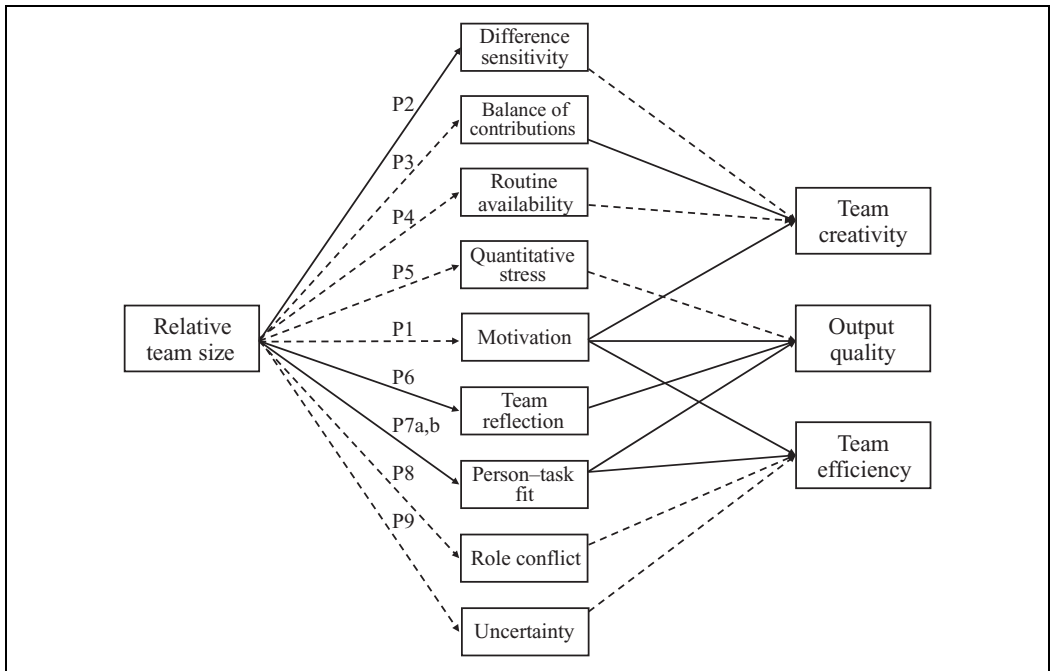 Relative
team size
P2
P3
P4
P5
P1
P6
P7a,b
P8
P9
Difference
sensitivity
Balance of
contributions
Routine
availability
Quantitative
stress
Motivation
Team
reflection
Person–task
fit
Role conflict
Uncertainty
Team
creativity
Output
quality
Team
efficiency